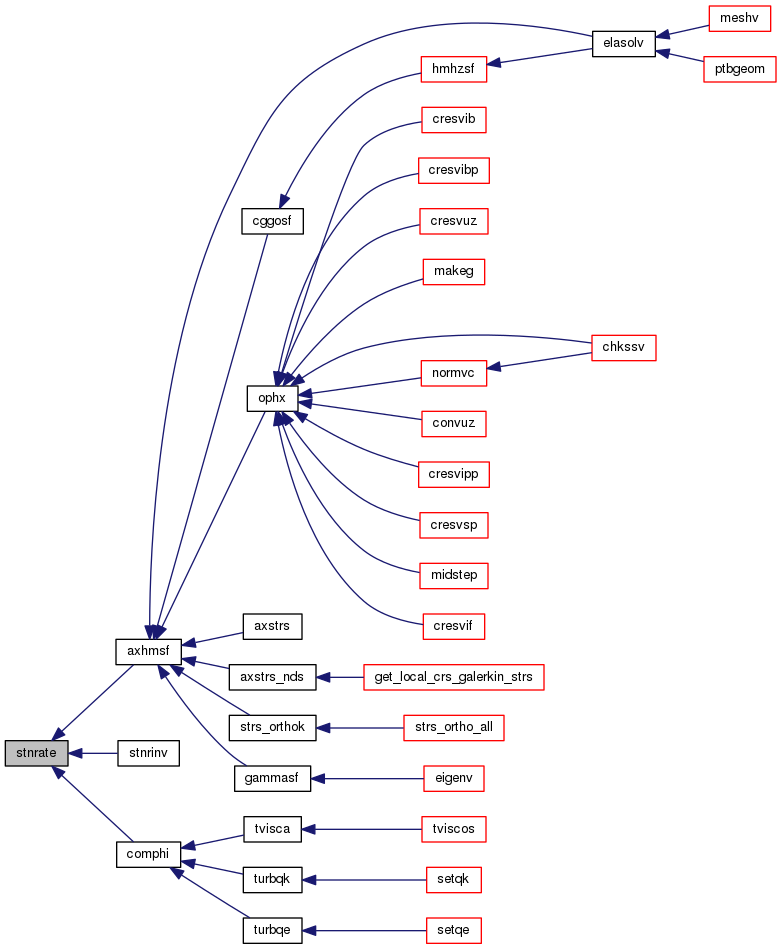 meshv
elasolv
hmhzsf
ptbgeom
cresvib
cresvibp
cggosf
cresvuz
makeg
chkssv
normvc
ophx
convuz
cresvipp
cresvsp
midstep
cresvif
axstrs
axhmsf
axstrs_nds
get_local_crs_galerkin_strs
strs_orthok
strs_ortho_all
stnrate
stnrinv
gammasf
eigenv
tvisca
tviscos
comphi
turbqk
setqk
turbqe
setqe